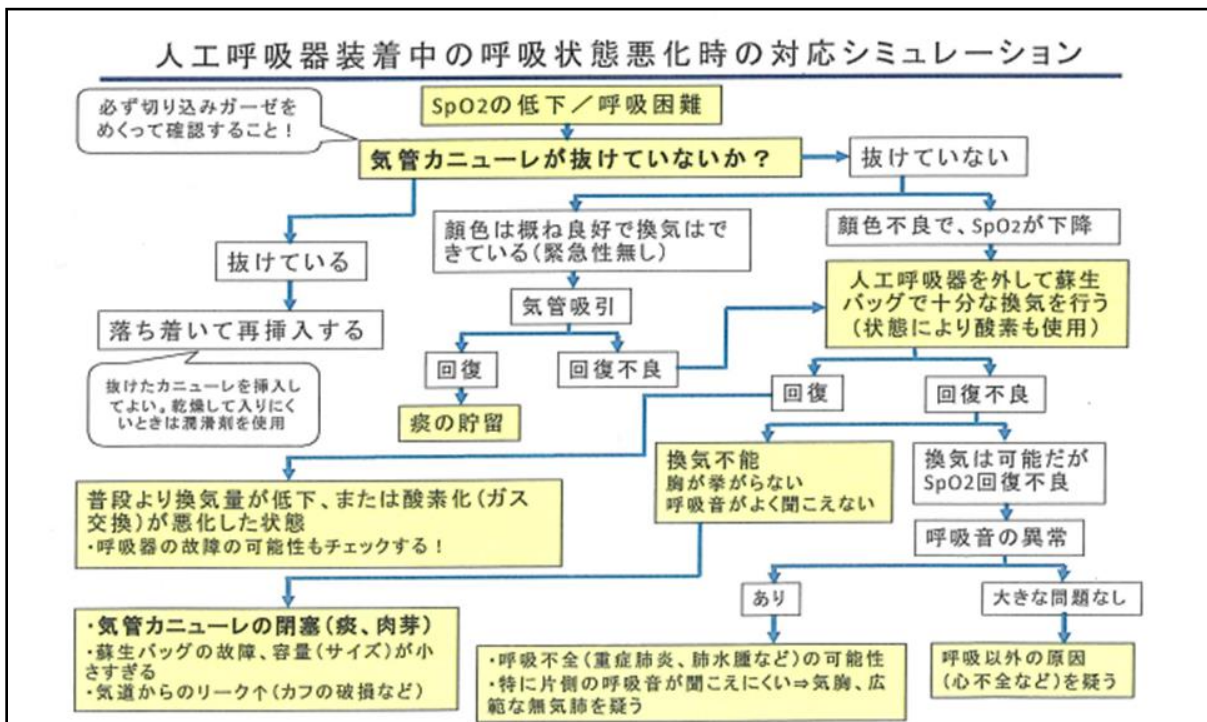 人工呼吸器装着中の呼吸状態悪化時の対応シミュレーション
必ず切り込みガーゼを
めくって確認すること！
SpO2の低下／呼吸困難
気管カニューレが抜けていないか？
抜けていない
抜けている
顔色は概ね良好で換気はで
きている(緊急性無し)
顔色不良で、SpO2が下降
落ち着いて再挿入する
気管吸引
人工呼吸器を外して蘇生
バッグで十分な換気を行う
(状態により酸素も使用)
抜けたカニューレを挿入し
てよい。乾燥して入りにく
いときは潤滑剤を使用
回復
回復不良
回復
回復不良
痰の貯留
換気不能
胸が挙がらない
呼吸音がよく聞こえない
換気は可能だが
SpO2回復不良
普段より換気量が低下、または酸素化(ガス
交換)が悪化した状態
・呼吸器の故障の可能性もチェックする！
呼吸音の異常
あり
大きな問題なし
・気管カニューレの閉塞(痰、肉芽)
・蘇生バッグの故障、容量(サイズ)が小
さすぎる
・気道からのリーク↑(カフの破損など)
・呼吸不全(重症肺炎、肺水腫など)の可能性
・特に片側の呼吸音が聞こえにくい⇒気胸、広
範な無気肺を疑う
呼吸以外の原因
(心不全など)を疑う